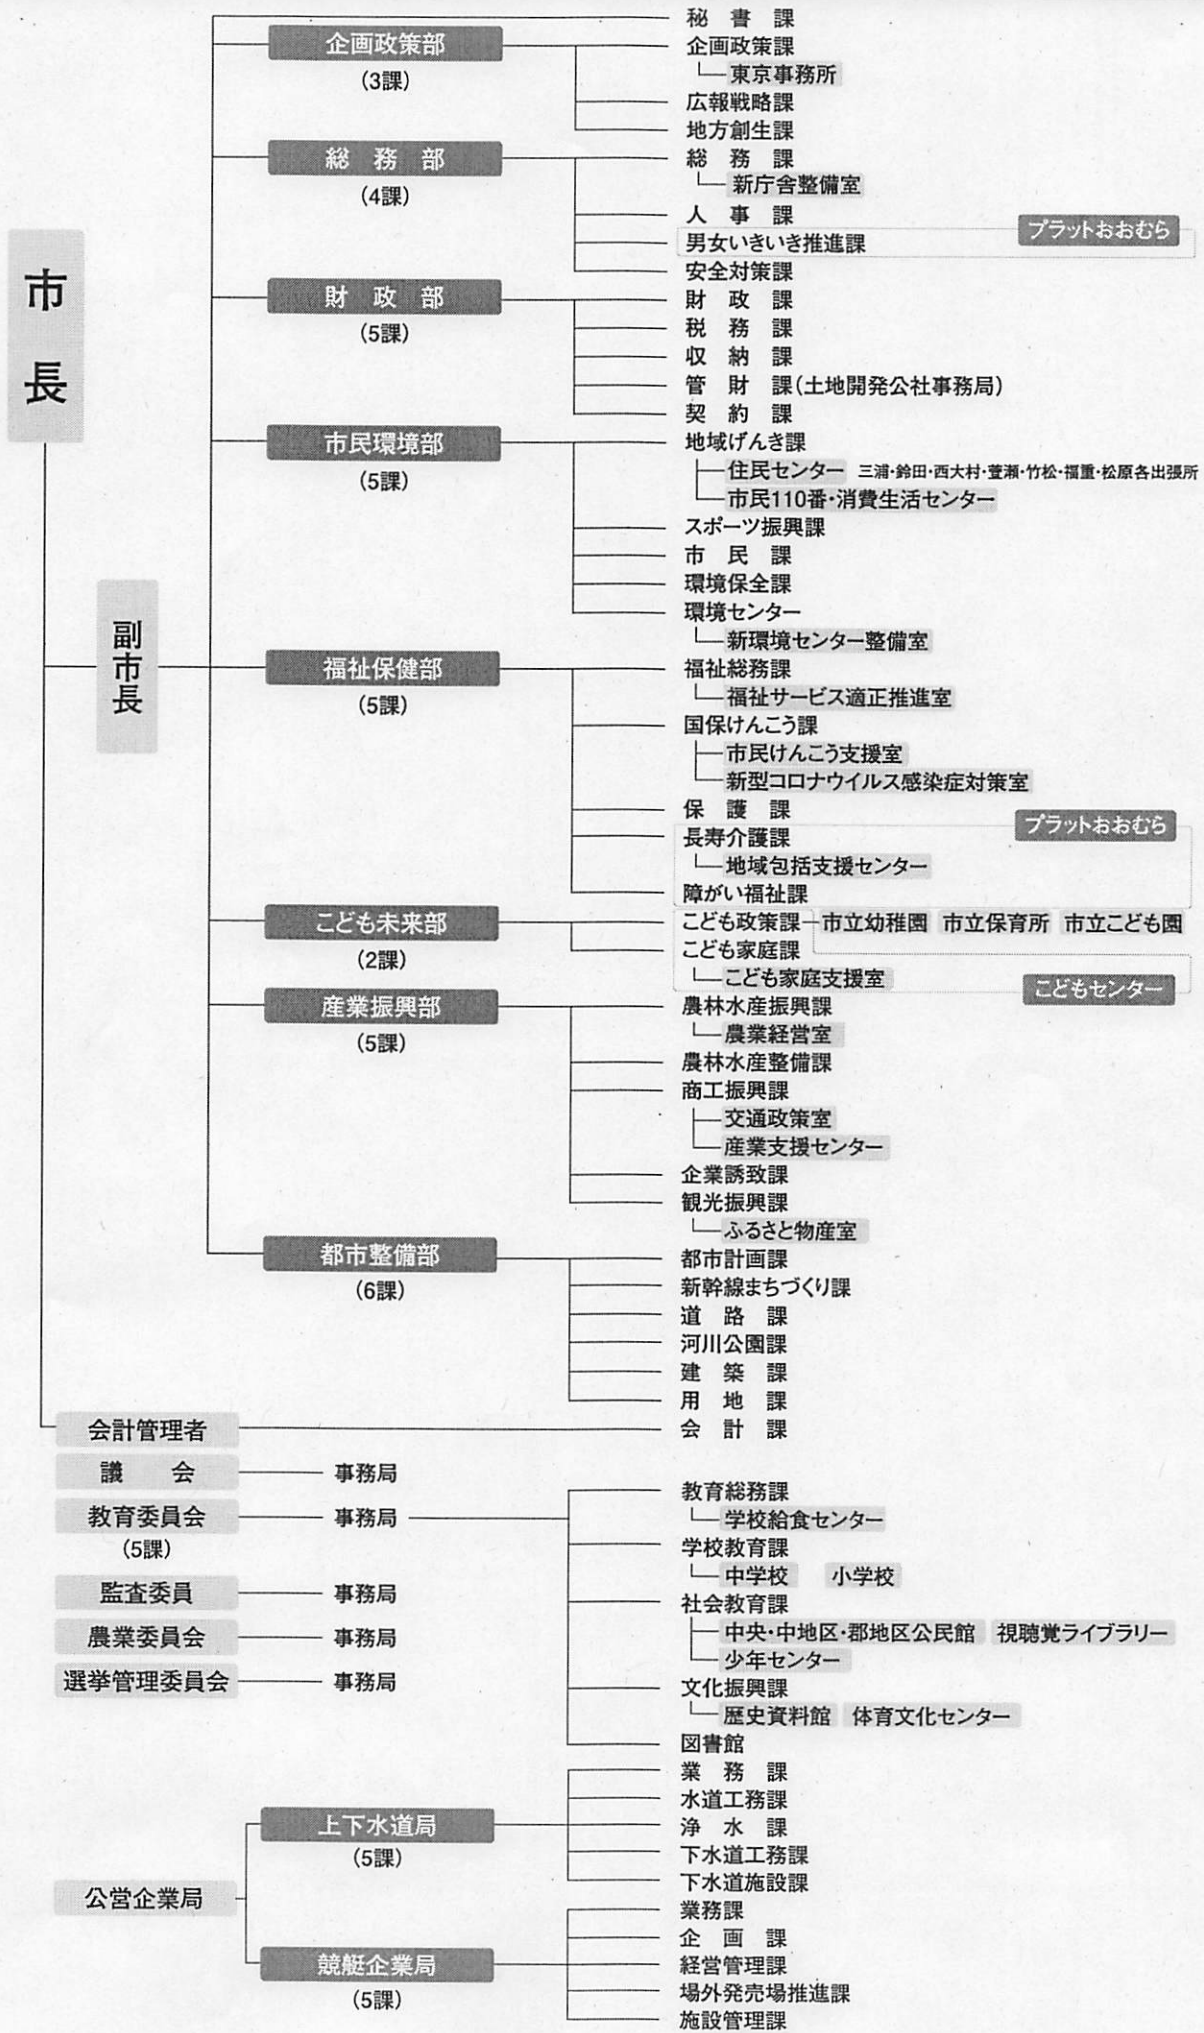 市長
副市長
秘書課
企画政策部
(3課)
企画政策課
東京事務所
広報戦略課
地方創生課
総務部
(4課)
総務課
新庁舎整備室
人事課
プラットおおむら
男女いきいき推進課
安全対策課
財政部
(5課)
財政課
税務課
収納課
管財課(土地開発公社事務局)
契約課
市民環境部
(5課)
地域げんき課
住民センター 三浦・鈴田・西大村・萱瀬・竹松・福重・松原各出張所
市民110番・消費生活センター
スポーツ振興課
市民課
環境保全課
環境センター
新環境センター整備室
福祉保健部
(5課)
福祉総務課
福祉サービス適正推進室
国保けんこう課
市民けんこう支援室
新型コロナウイルス感染症対策室
保護課
プラットおおむら
長寿介護課
地域包括支援センター
障がい福祉課
こども未来部
(2課)
こども政策課 市立幼稚園 市立保育所 市立こども園
こども家庭課
こども家庭支援室
こどもセンター
産業振興部
(5課)
農林水産振興課
農業経営室
農林水産整備課
商工振興課
交通政策室
産業支援センター
企業誘致課
観光振興課
ふるさと物産室
都市整備部
(6課)
都市計画課
新幹線まちづくり課
道路課
河川公園課
建築課
用地課
会計管理者
会計課
議会 事務局
教育委員会 事務局
(5課)
教育総務課
学校給食センター
学校教育課
中学校 小学校
社会教育課
中央・中地区・郡地区公民館 視聴覚ライブラリー
少年センター
文化振興課
歴史資料館 体育文化センター
図書館
監査委員 事務局
農業委員会 事務局
選挙管理委員会 事務局
公営企業局
上下水道局
(5課)
業務課
水道工務課
浄水課
下水道工務課
下水道施設課
競艇企業局
(5課)
業務課
企画課
経営管理課
場外発売場推進課
施設管理課